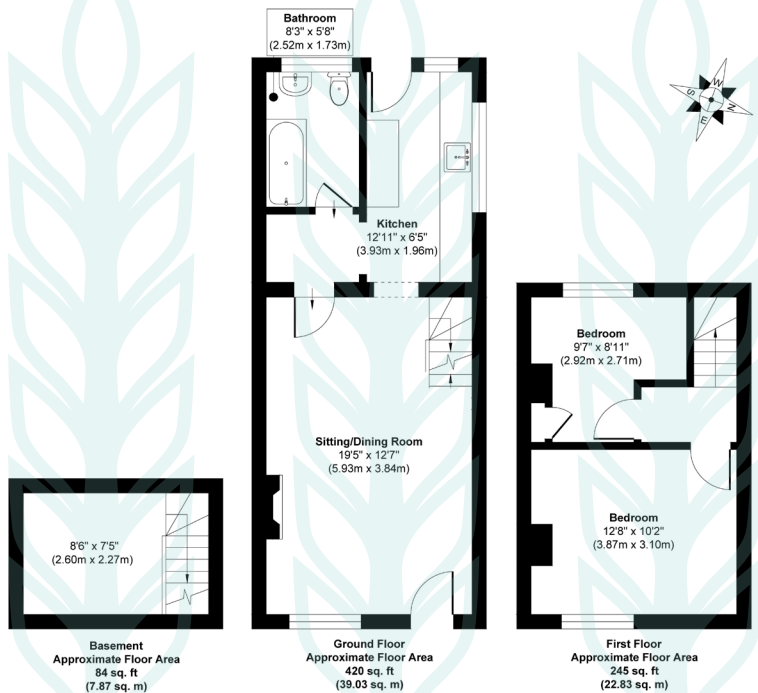 Bathroom
8'3" x 5'8"
(2.52m x 1.73m)
W
S
N
E
Kitchen
12'11" x 6'5"
(3.93m x 1.96m)
Sitting/Dining Room
19'5" x 12'7"
(5.93m x 3.84m)
Bedroom
9'7" x 8'11"
(2.92m x 2.71m)
Bedroom
12'8" x 10'2"
(3.87m x 3.10m)
8'6" x 7'5"
(2.60m x 2.27m)
Basement
Approximate Floor Area
84 sq. ft
(7.87 sq. m)
Ground Floor
Approximate Floor Area
420 sq. ft
(39.03 sq. m)
First Floor
Approximate Floor Area
245 sq. ft
(22.83 sq. m)